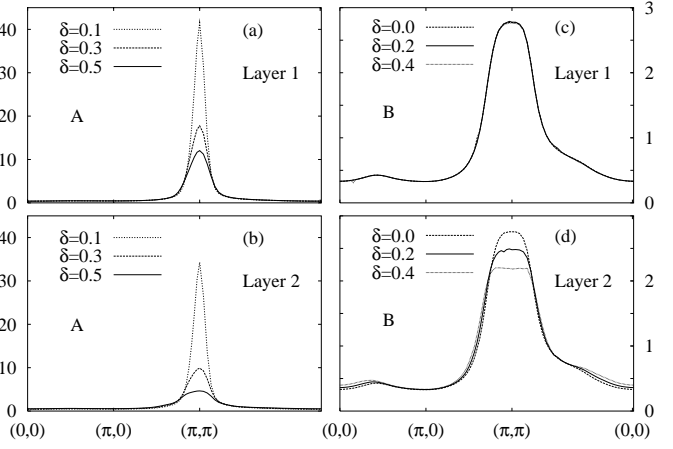 40
30
20
10
0
δ=0.1
δ=0.3
δ=0.5
(a)
Layer 1
A
δ=0.0
δ=0.2
δ=0.4
(c)
Layer 1
B
3
2
1
0
40
30
20
10
0
δ=0.1
δ=0.3
δ=0.5
(b)
Layer 2
A
δ=0.0
δ=0.2
δ=0.4
(d)
Layer 2
B
2
1
0
(0,0) (π,0) (π,π) (0,0) (π,0) (π,π) (0,0)